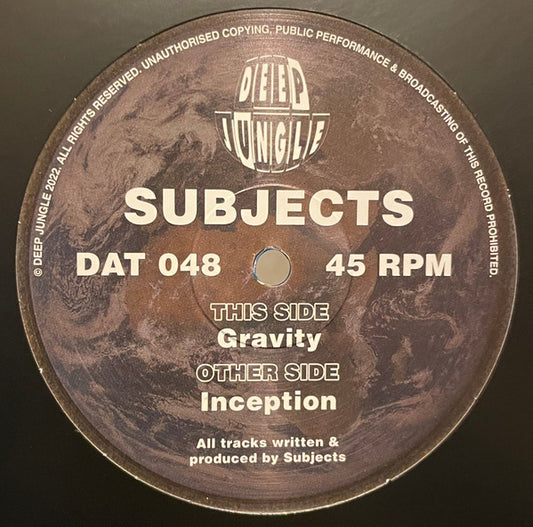 © DEEP JUNGLE 2022. ALL RIGHTS RESERVED. UNAUTHORISED COPYING, PUBLIC PERFORMANCE & BROADCASTING OF THIS RECORD PROHIBITED.
DEEP
JUNGLE
SUBJECTS
DAT 048 45 RPM
THIS SIDE
Gravity
OTHER SIDE
Inception
All tracks written &
produced by Subjects